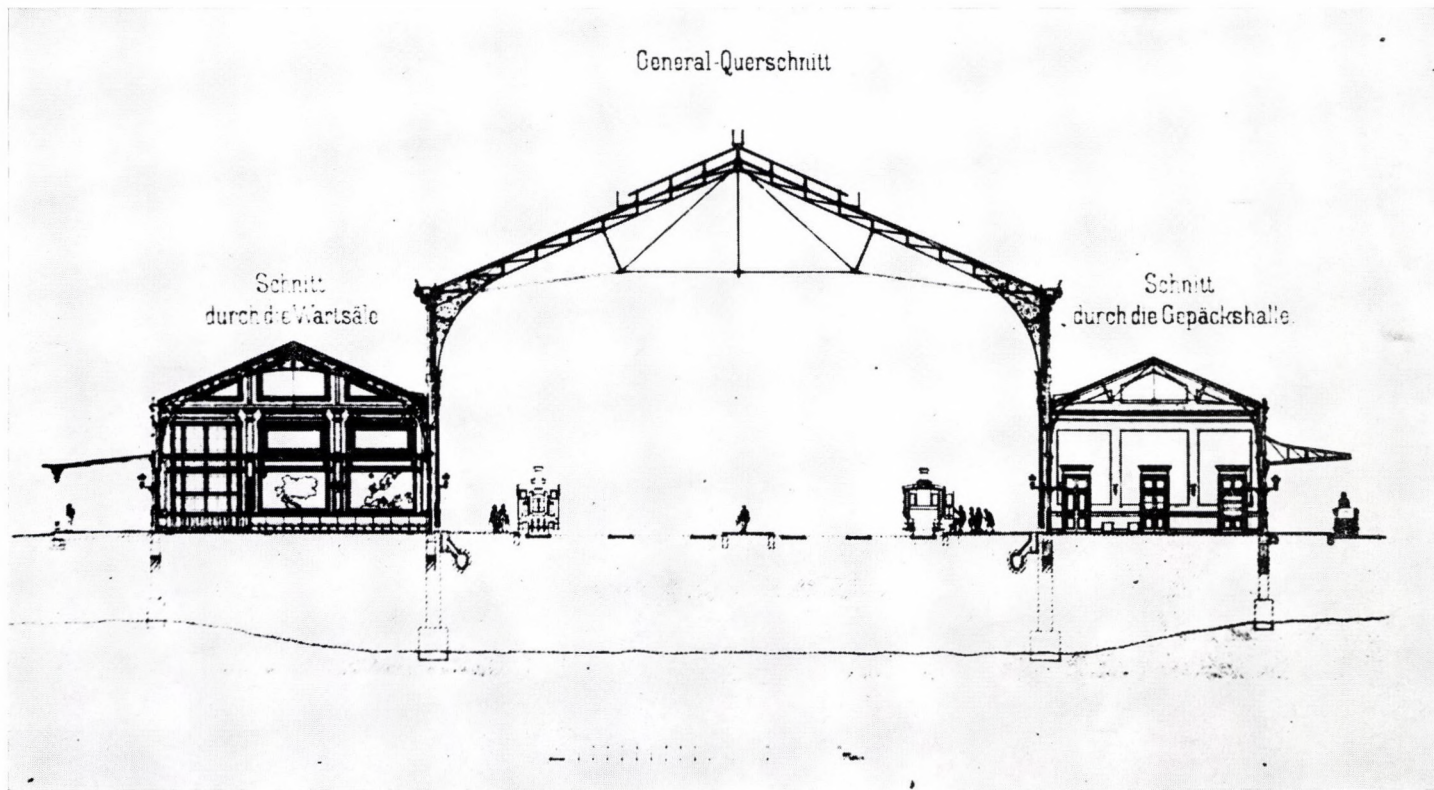 General-Querschnitt
Schnitt
durch die Wartsäle
Schnitt
durch die Gepäckshalle.